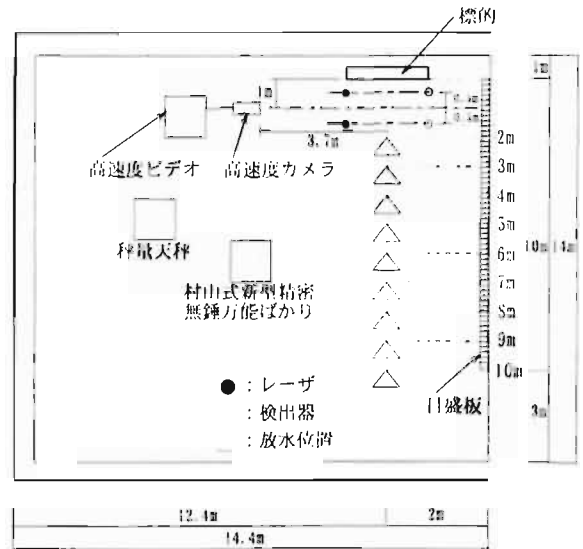 標的
1m
m
3.7m
高速度ビデオ
高速度カメラ
2m
3m
4m
5m
6m
7m
8m
9m
10m
10m
14m
3m
秤量天秤
村山式新型精密
無錘万能ばかり
目盛板
●：レーザ
：検出器
：放水位置
12.4m
2m
14.4m